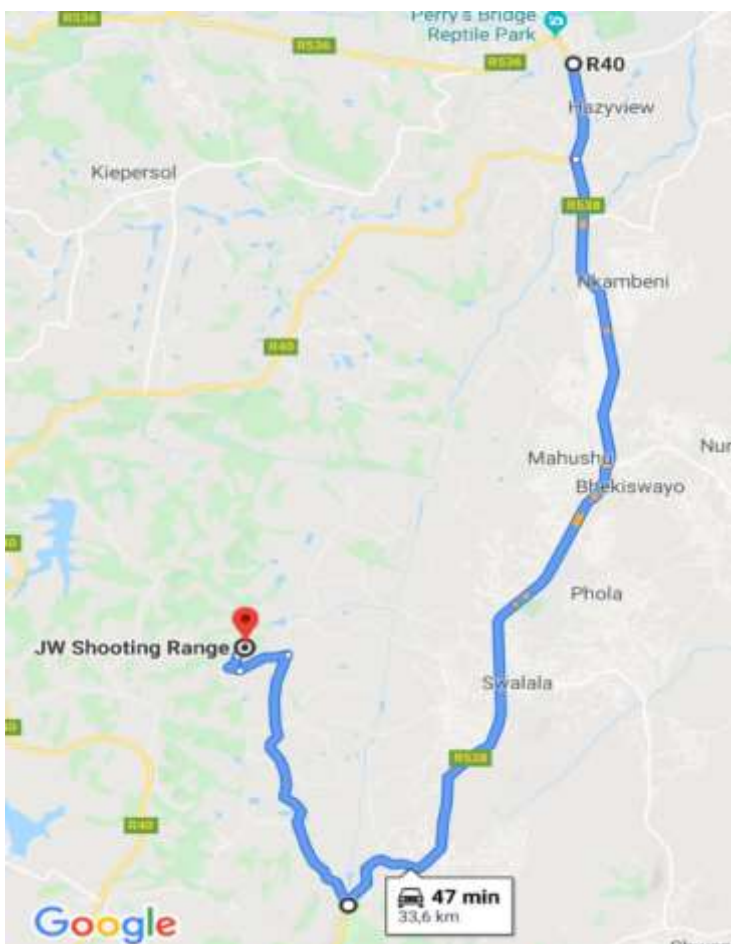 R536
Perry's Bridge
Reptile Park
R536
R536
R40
Hazyview
Kiepersol
R538
Nkambeni
R40
Mahushu
Bhekiswayo
Phola
JW Shooting Range
Swalala
R538
R40
47 min
33,6 km
Google